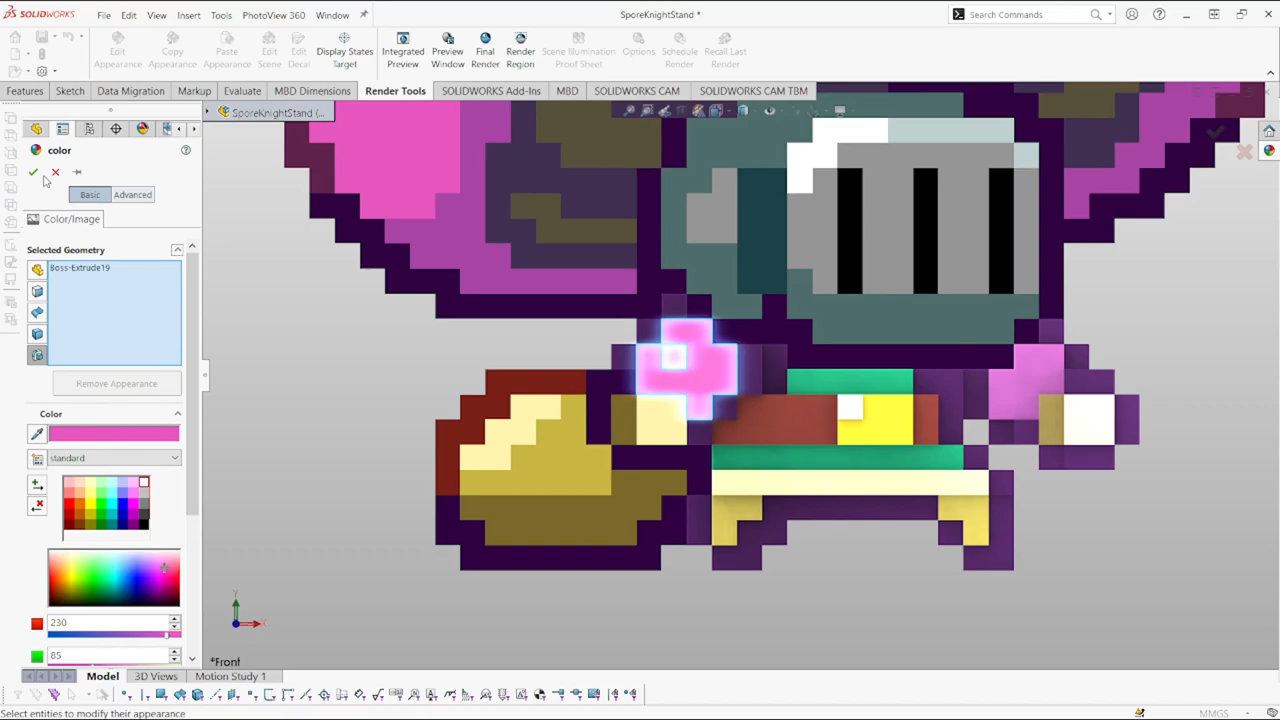 SOLIDWORKS File Edit View Insert Tools PhotoView 360 Window SporeKnightStand * Search Commands
Edit Appearance
Copy Appearance
Paste Appearance
Edit Scene
Edit Decal
Display States Target
Integrated Preview
Preview Window
Final Render
Render Region
Scene Illumination Proof Sheet
Options
Schedule Render
Recall Last Render
Features Sketch Data Migration Markup Evaluate MBD Dimensions Render Tools SOLIDWORKS Add-Ins MBD SOLIDWORKS CAM SOLIDWORKS CAM TBM
SporeKnightStand (...
color
Basic Advanced
Color/Image
Selected Geometry
Boss-Extrude19
Remove Appearance
Color
standard
230
85
*Front
Model 3D Views Motion Study 1
Select entities to modify their appearance
MMGS